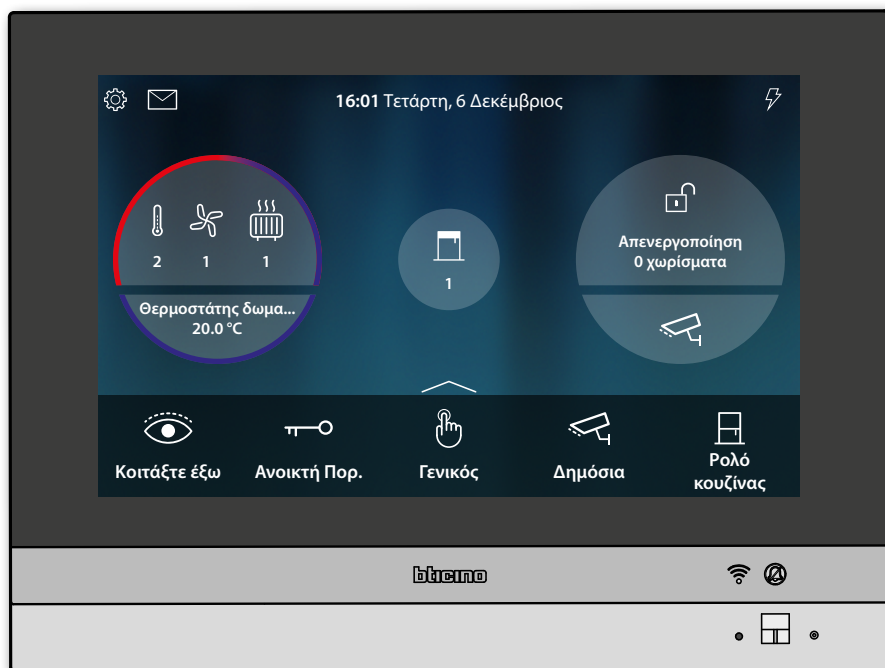 16:01 Τετάρτη, 6 Δεκέμβριος
2 1 1
Θερμοστάτης δωμα...
20.0 °C
1
Απενεργοποίηση
0 χωρίσματα
Κοιτάξτε έξω
Ανοικτή Πορ.
Γενικός
Δημόσια
Ρολό
κουζίνας
bticino